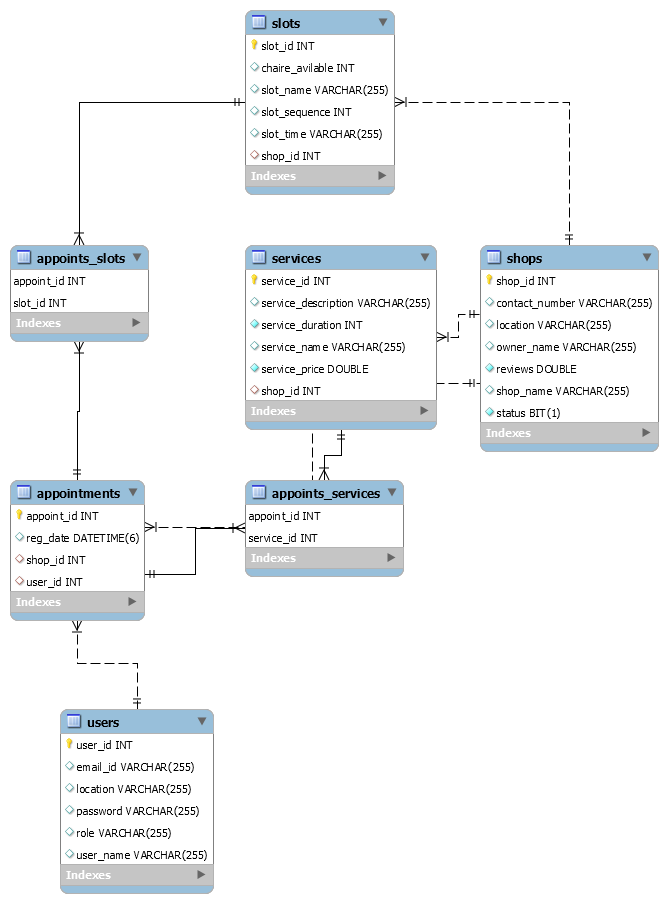 slots
slot_id INT
chaire_avilable INT
slot_name VARCHAR(255)
slot_sequence INT
slot_time VARCHAR(255)
shop_id INT
Indexes
appoints_slots
appoint_id INT
slot_id INT
Indexes
services
service_id INT
service_description VARCHAR(255)
service_duration INT
service_name VARCHAR(255)
service_price DOUBLE
shop_id INT
Indexes
shops
shop_id INT
contact_number VARCHAR(255)
location VARCHAR(255)
owner_name VARCHAR(255)
reviews DOUBLE
shop_name VARCHAR(255)
status BIT(1)
Indexes
appointments
appoint_id INT
reg_date DATETIME(6)
shop_id INT
user_id INT
Indexes
appoints_services
appoint_id INT
service_id INT
Indexes
users
user_id INT
email_id VARCHAR(255)
location VARCHAR(255)
password VARCHAR(255)
role VARCHAR(255)
user_name VARCHAR(255)
Indexes